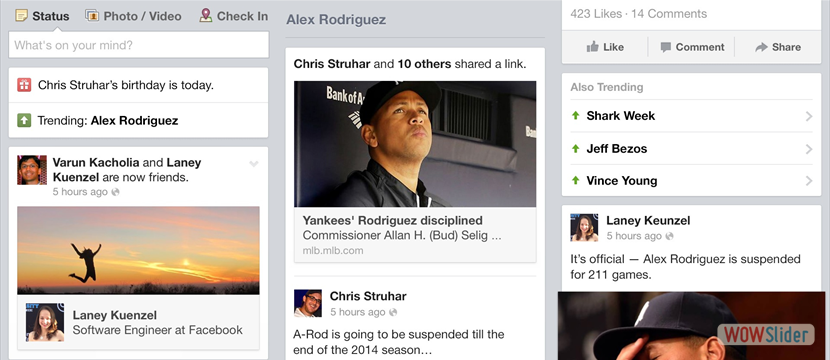 Status
Photo / Video
Check In
What's on your mind?
Chris Struhar's birthday is today.
Trending: Alex Rodriguez
Varun Kacholia and Laney
Kuenzel are now friends.
5 hours ago
Laney Kuenzel
Software Engineer at Facebook
Alex Rodriguez
Chris Struhar and 10 others shared a link.
Bank of A
Yankees' Rodriguez disciplined
Commissioner Allan H. (Bud) Selig ...
mlb.mlb.com
Chris Struhar
5 hours ago
A-Rod is going to be suspended till the
end of the 2014 season…
423 Likes · 14 Comments
Like
Comment
Share
Also Trending
Shark Week
Jeff Bezos
Vince Young
Laney Keunzel
5 hours ago
It's official — Alex Rodriguez is suspended
for 211 games.
WOWSlider